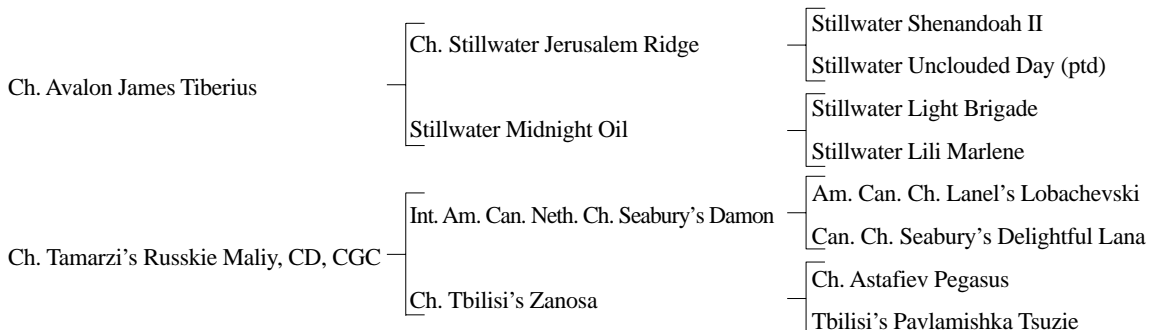 Stillwater Shenandoah II
Ch. Stillwater Jerusalem Ridge
Stillwater Unclouded Day (ptd)
Ch. Avalon James Tiberius
Stillwater Light Brigade
Stillwater Midnight Oil
Stillwater Lili Marlene
Am. Can. Ch. Lanel’s Lobachevski
Int. Am. Can. Neth. Ch. Seabury’s Damon
Can. Ch. Seabury’s Delightful Lana
Ch. Tamarzi’s Russkie Maliy, CD, CGC
Ch. Astafiev Pegasus
Ch. Tbilisi’s Zanosa
Tbilisi’s Pavlamishka Tsuzie